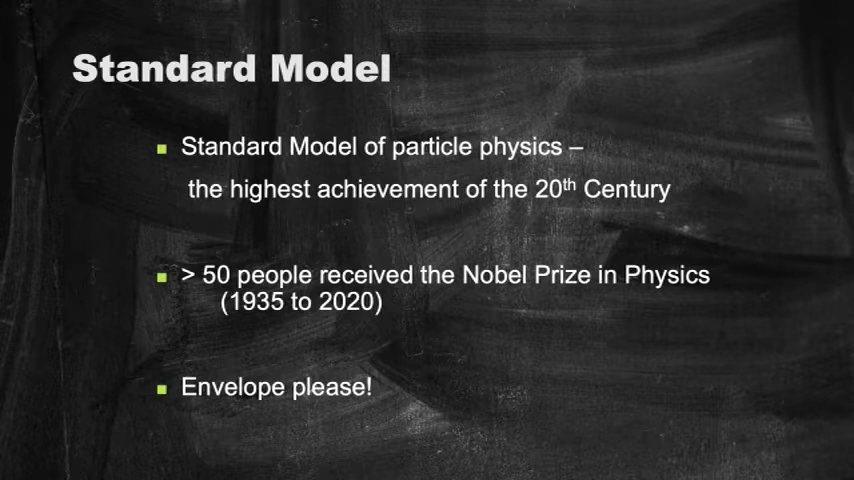 Standard Model
Standard Model of particle physics –
the highest achievement of the 20th Century
> 50 people received the Nobel Prize in Physics
(1935 to 2020)
Envelope please!